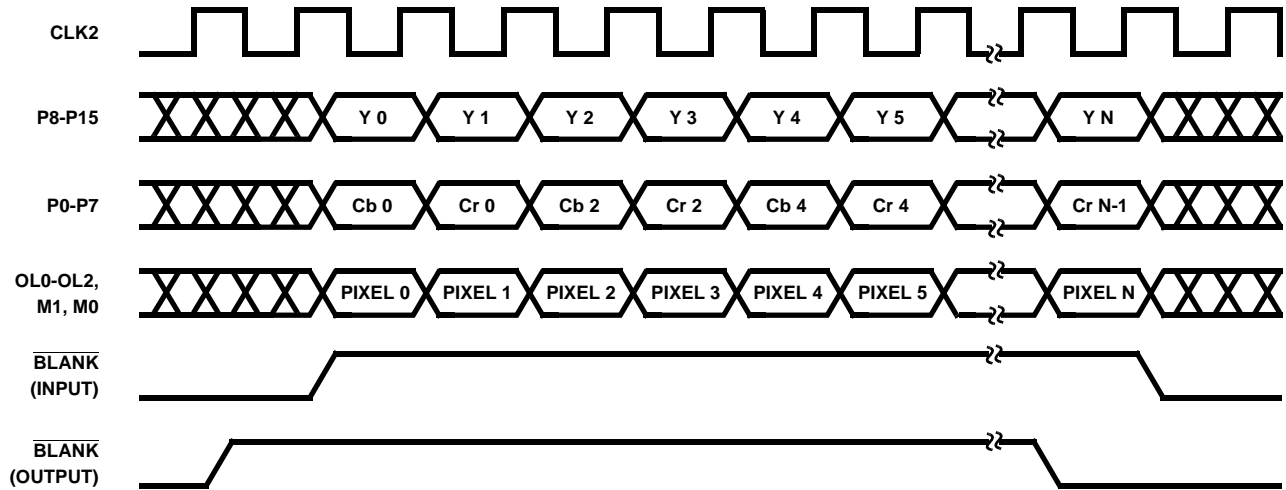 CLK2
P8-P15
Y 0 Y 1 Y 2 Y 3 Y 4 Y 5 Y N
P0-P7
Cb 0 Cr 0 Cb 2 Cr 2 Cb 4 Cr 4 Cr N-1
OL0-OL2,
M1, M0
PIXEL 0 PIXEL 1 PIXEL 2 PIXEL 3 PIXEL 4 PIXEL 5 PIXEL N
BLANK
(INPUT)
BLANK
(OUTPUT)